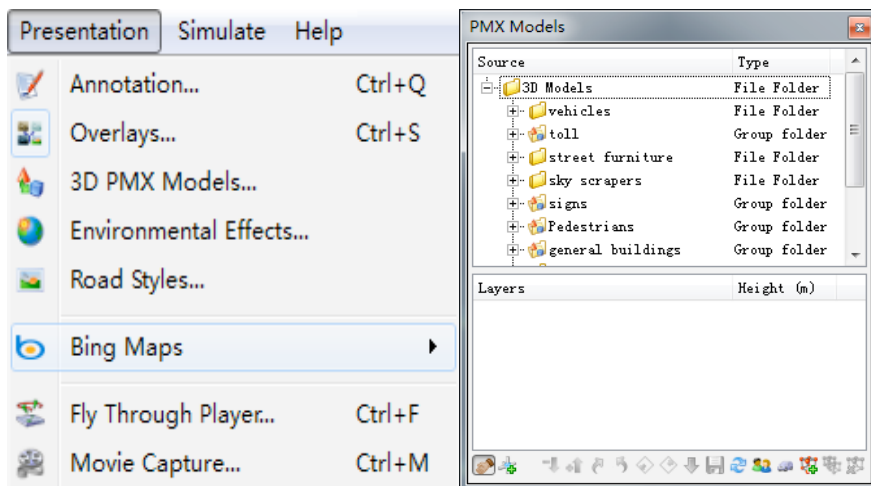 Presentation Simulate Help
Annotation... Ctrl+Q
Overlays... Ctrl+S
3D PMX Models...
Environmental Effects...
Road Styles...
Bing Maps
Fly Through Player... Ctrl+F
Movie Capture... Ctrl+M
PMX Models
Source Type
3D Models File Folder
vehicles File Folder
toll Group folder
street furniture File Folder
sky scrapers File Folder
signs Group folder
Pedestrians Group folder
general buildings Group folder
Layers Height (m)